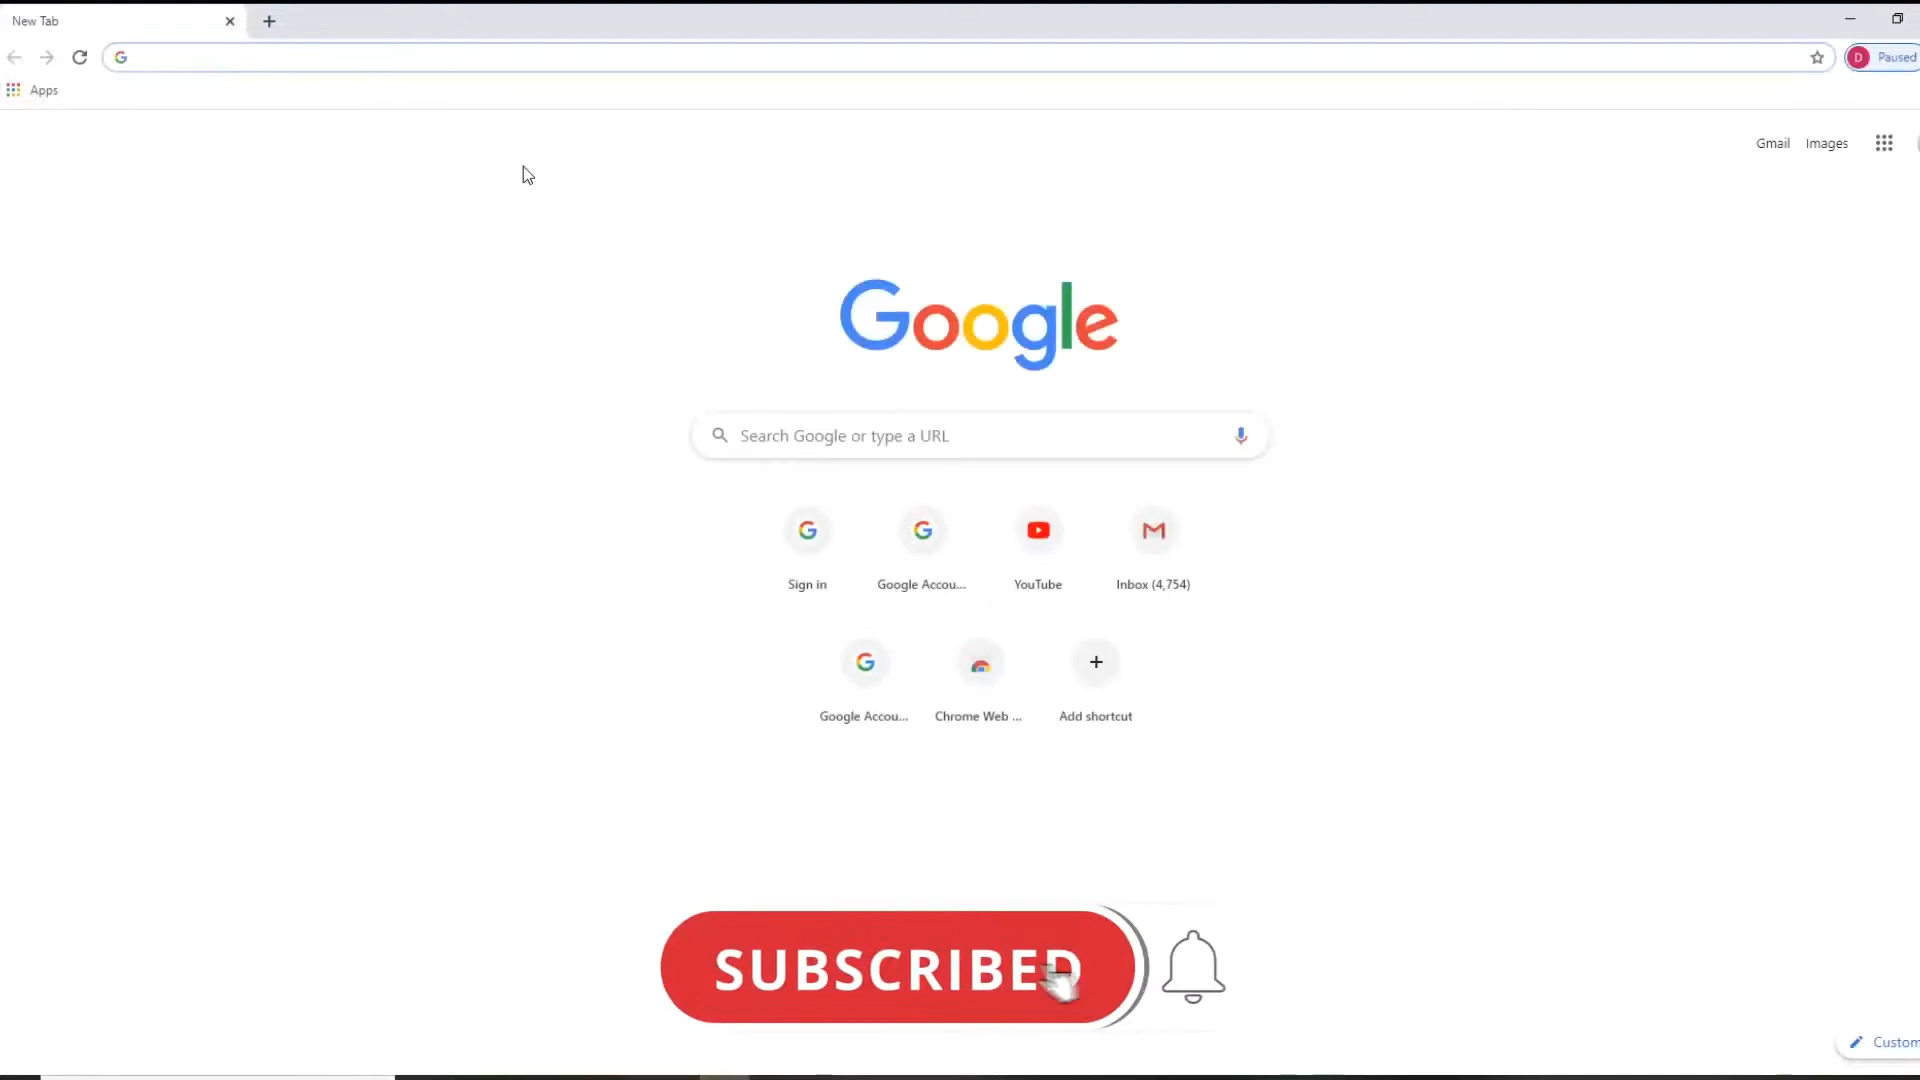 New Tab
Paused
Apps
Gmail Images
Google
Search Google or type a URL
Sign in
Google Accou...
YouTube
Inbox (4,754)
Google Accou...
Chrome Web ...
Add shortcut
SUBSCRIBED
Custom